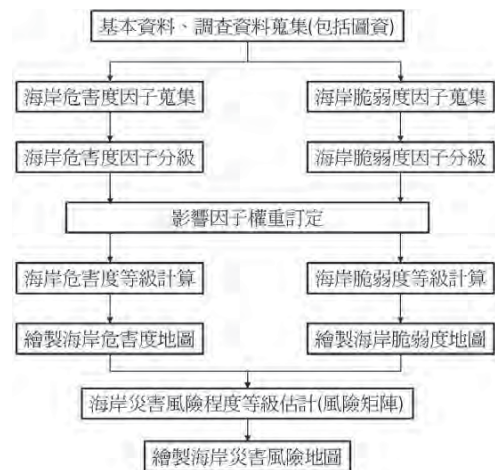 基本資料、調查資料蒐集(包括圖資)
海岸危害度因子蒐集
海岸脆弱度因子蒐集
海岸危害度因子分級
海岸脆弱度因子分級
影響因子權重訂定
海岸危害度等級計算
海岸脆弱度等級計算
繪製海岸危害度地圖
繪製海岸脆弱度地圖
海岸災害風險程度等級估計(風險矩陣)
繪製海岸災害風險地圖